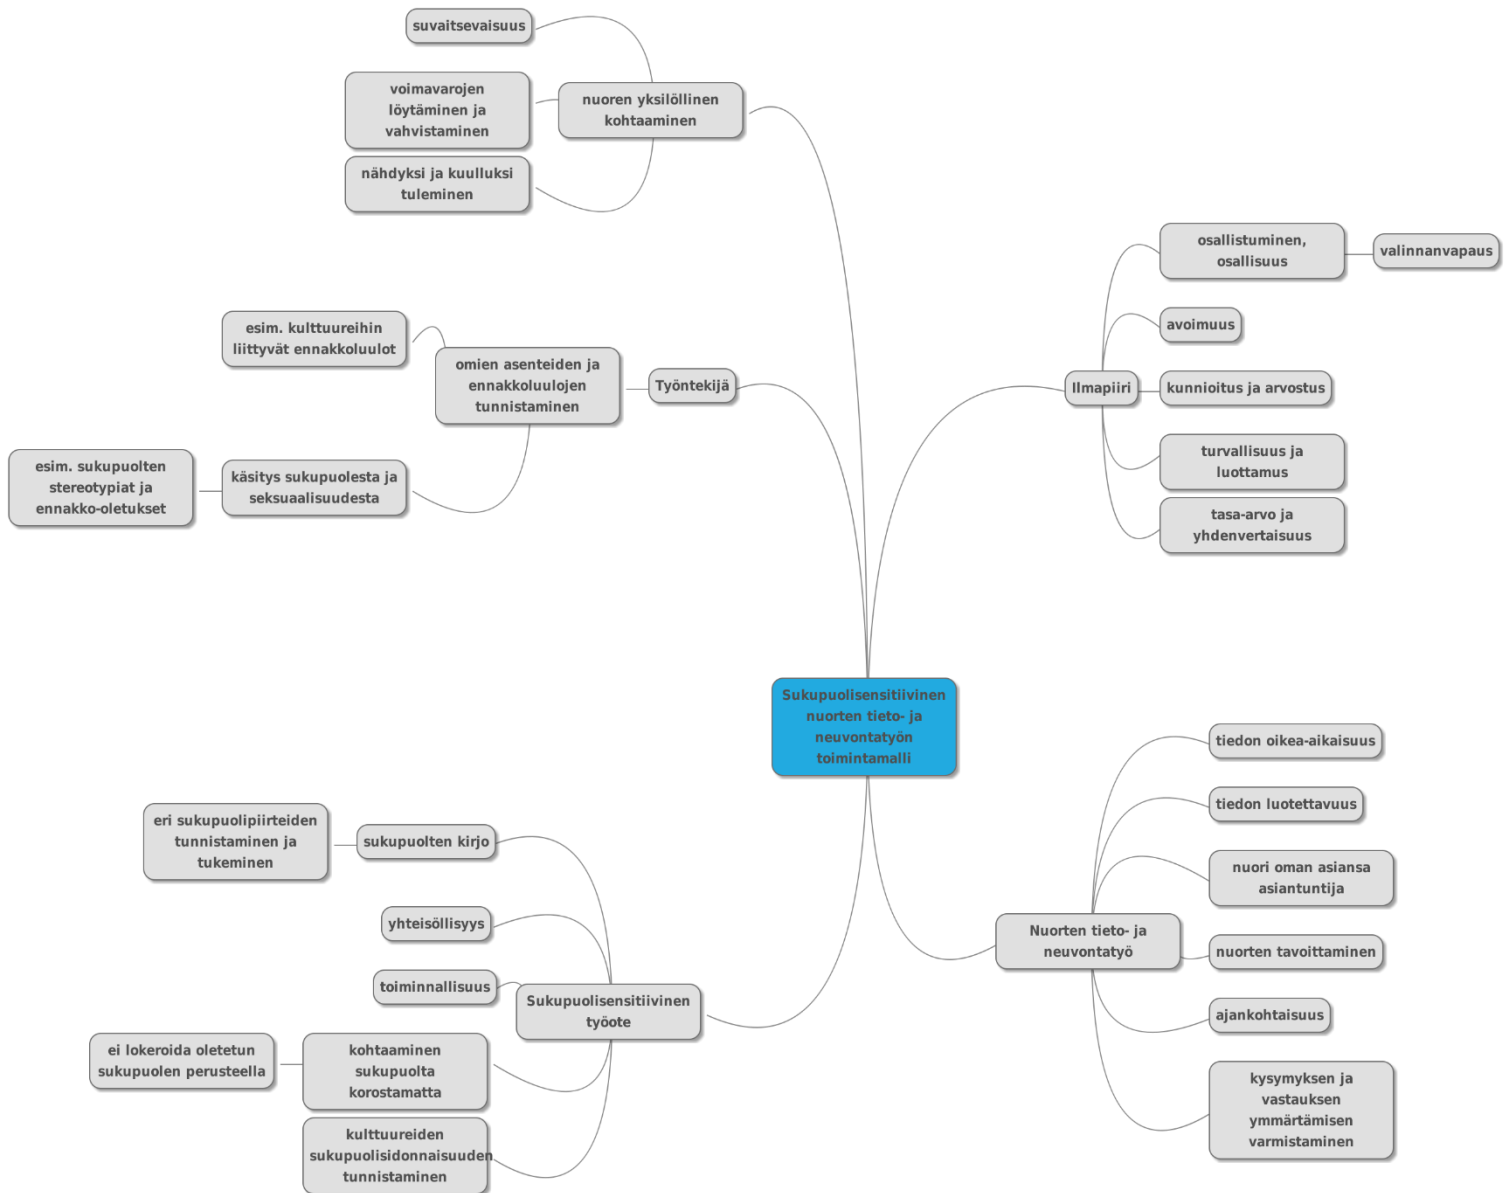 suvaitsevaisuus
voimavarojen
löytäminen ja
vahvistaminen
nähdyksi ja kuulluksi
tuleminen
nuoren yksilöllinen
kohtaaminen
esim. kulttuureihin
liittyvät ennakkoluulot
omien asenteiden ja
ennakkoluulojen
tunnistaminen
Työntekijä
esim. sukupuolten
stereotypiat ja
ennakko-oletukset
käsitys sukupuolesta ja
seksuaalisuudesta
osallistuminen,
osallisuus
valinnanvapaus
avoimuus
Ilmapiiri
kunnioitus ja arvostus
turvallisuus ja
luottamus
tasa-arvo ja
yhdenvertaisuus
Sukupuolisensitiivinen
nuorten tieto- ja
neuvontatyön
toimintamalli
eri sukupuolipiirteiden
tunnistaminen ja
tukeminen
sukupuolten kirjo
yhteisöllisyys
toiminnallisuus
Sukupuolisensitiivinen
työote
ei lokeroida oletetun
sukupuolen perusteella
kohtaaminen
sukupuolta
korostamatta
kulttuureiden
sukupuolisidonnaisuuden
tunnistaminen
tiedon oikea-aikaisuus
tiedon luotettavuus
nuori oman asiansa
asiantuntija
Nuorten tieto- ja
neuvontatyö
nuorten tavoittaminen
ajankohtaisuus
kysymyksen ja
vastauksen
ymmärtämisen
varmistaminen